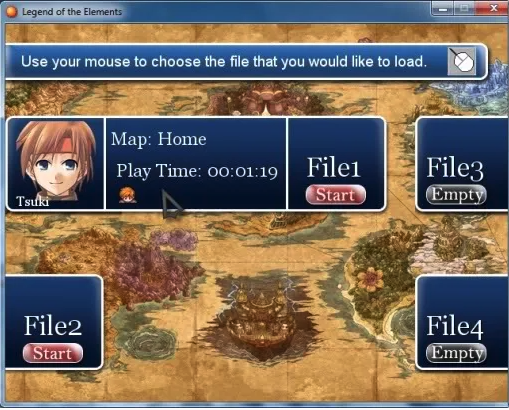 Legend of the Elements
Use your mouse to choose the file that you would like to load.
Map: Home
Play Time: 00:01:19
Tsuki
File1
Start
File3
Empty
File2
Start
File4
Empty